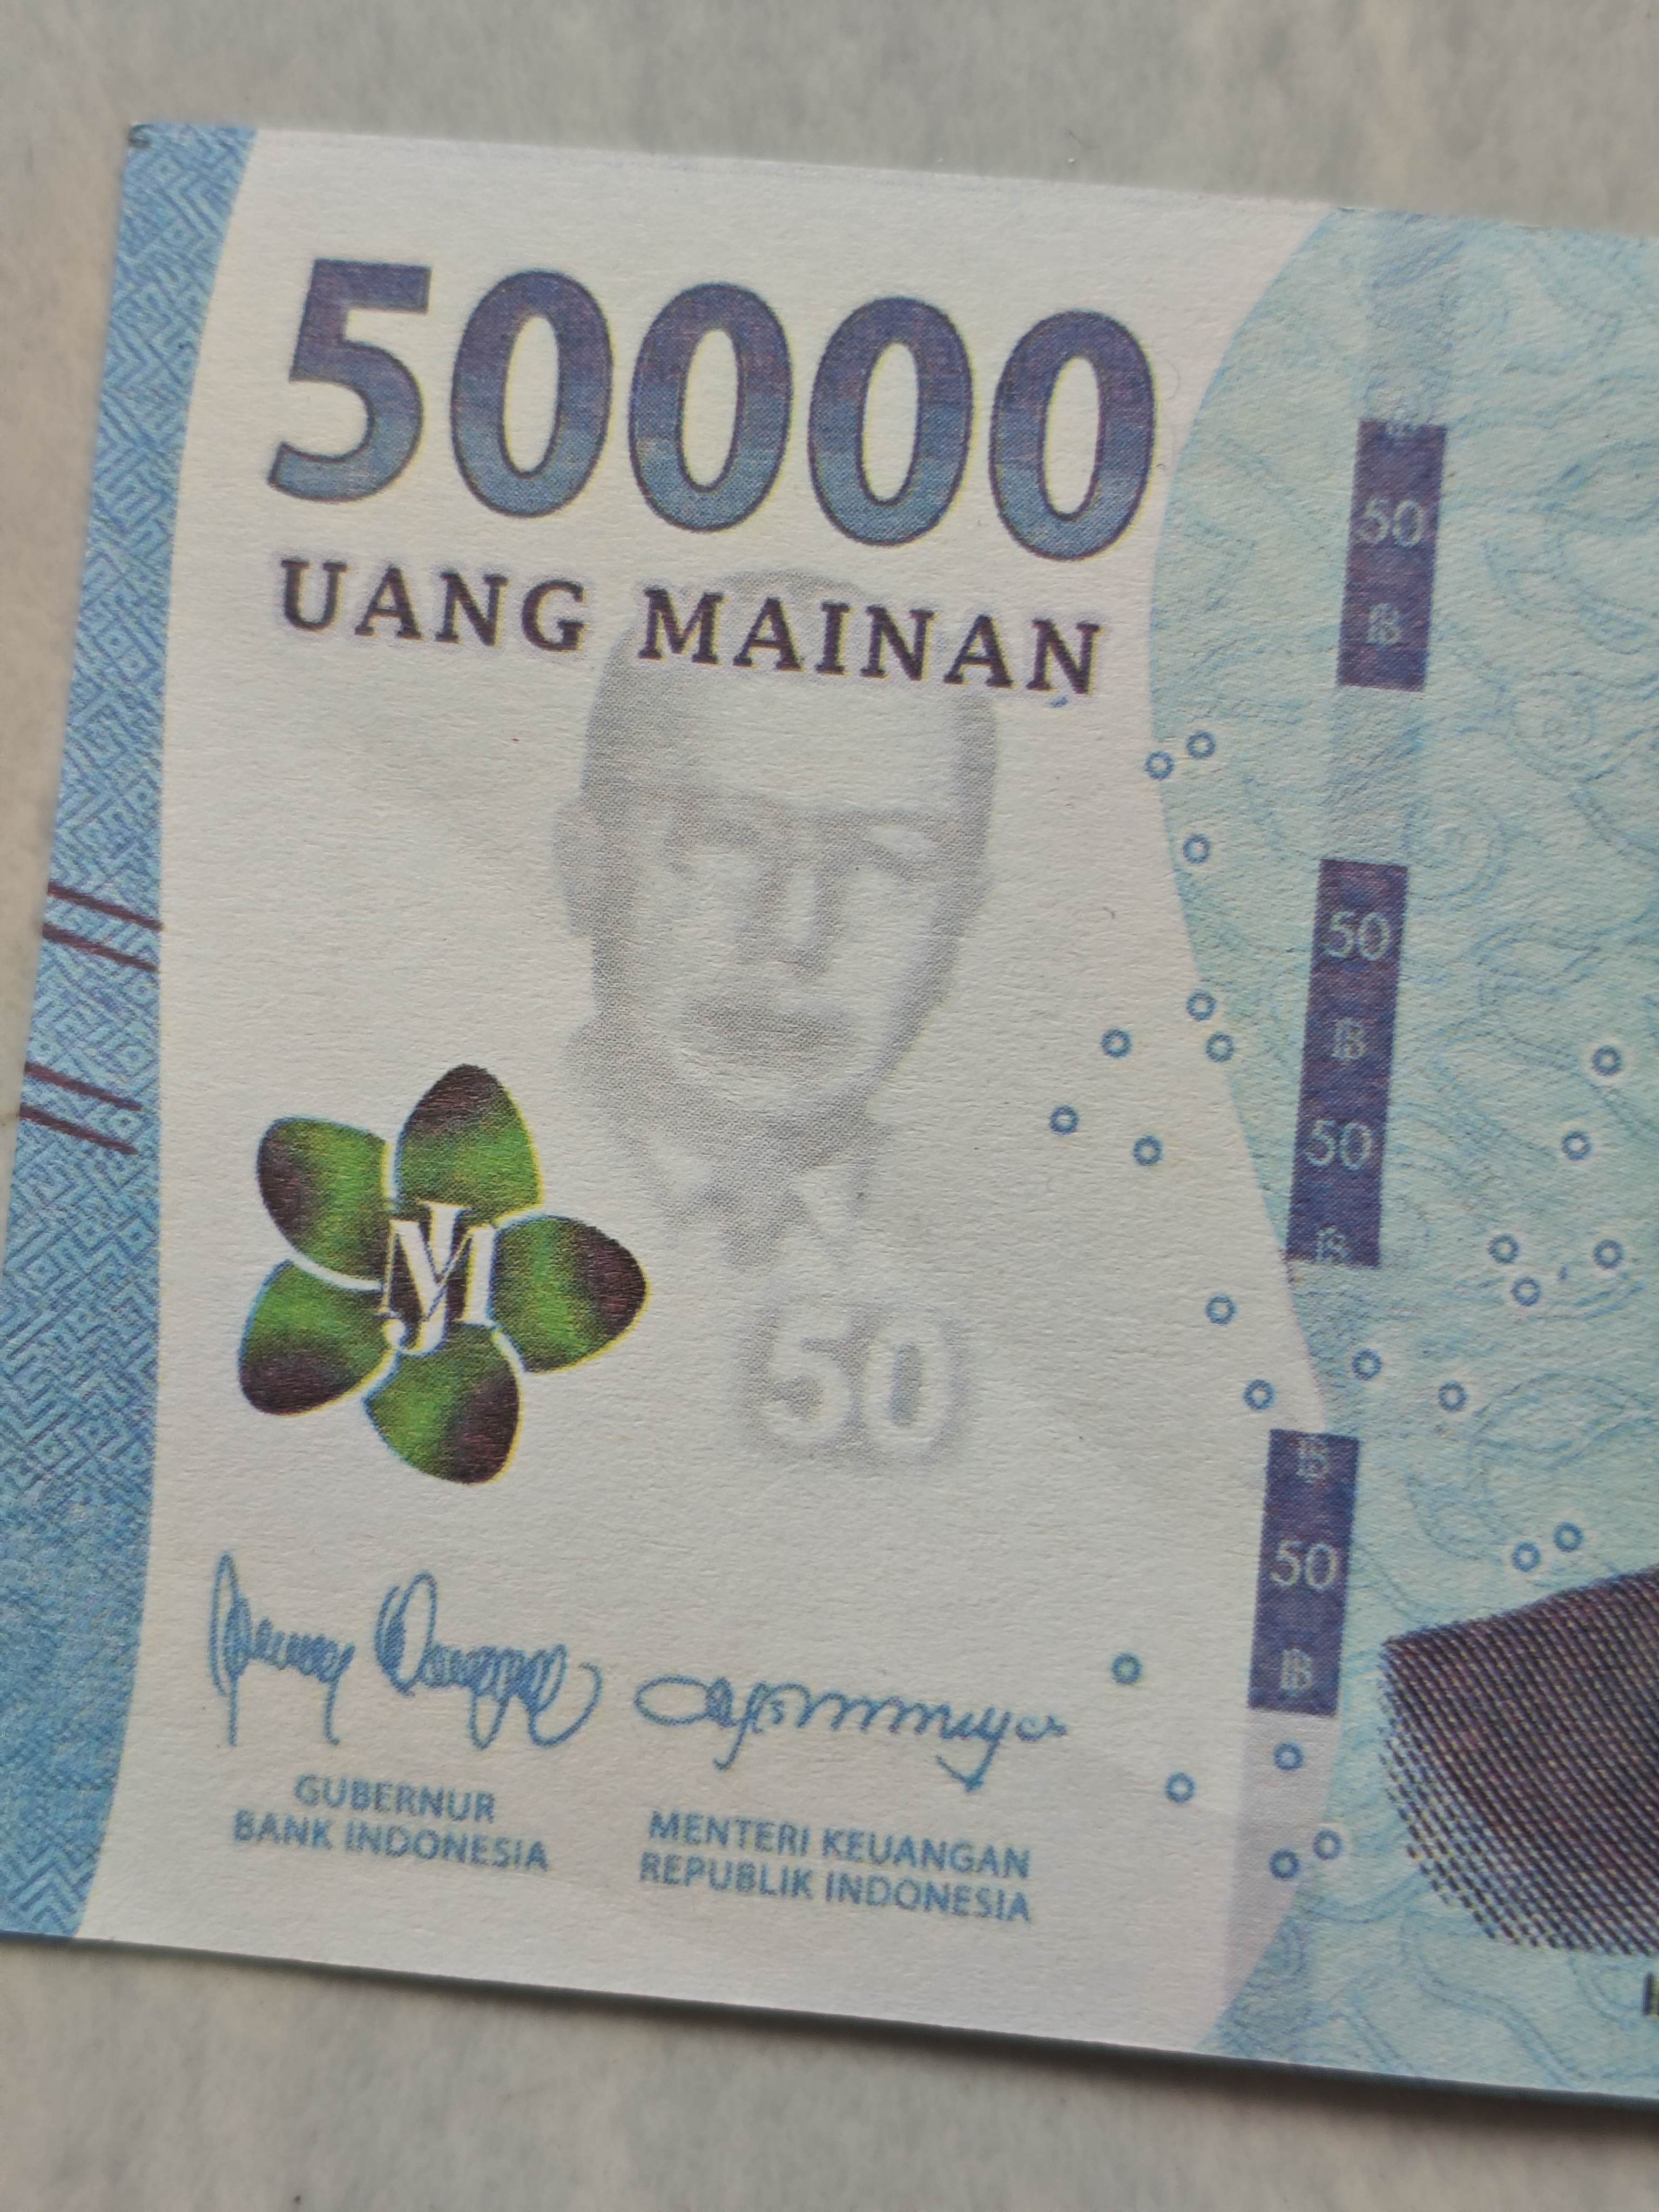 50000
UANG MAINAN
50
50
50
50
50
GUBERNUR
BANK INDONESIA
MENTERI KEUANGAN
REPUBLIK INDONESIA